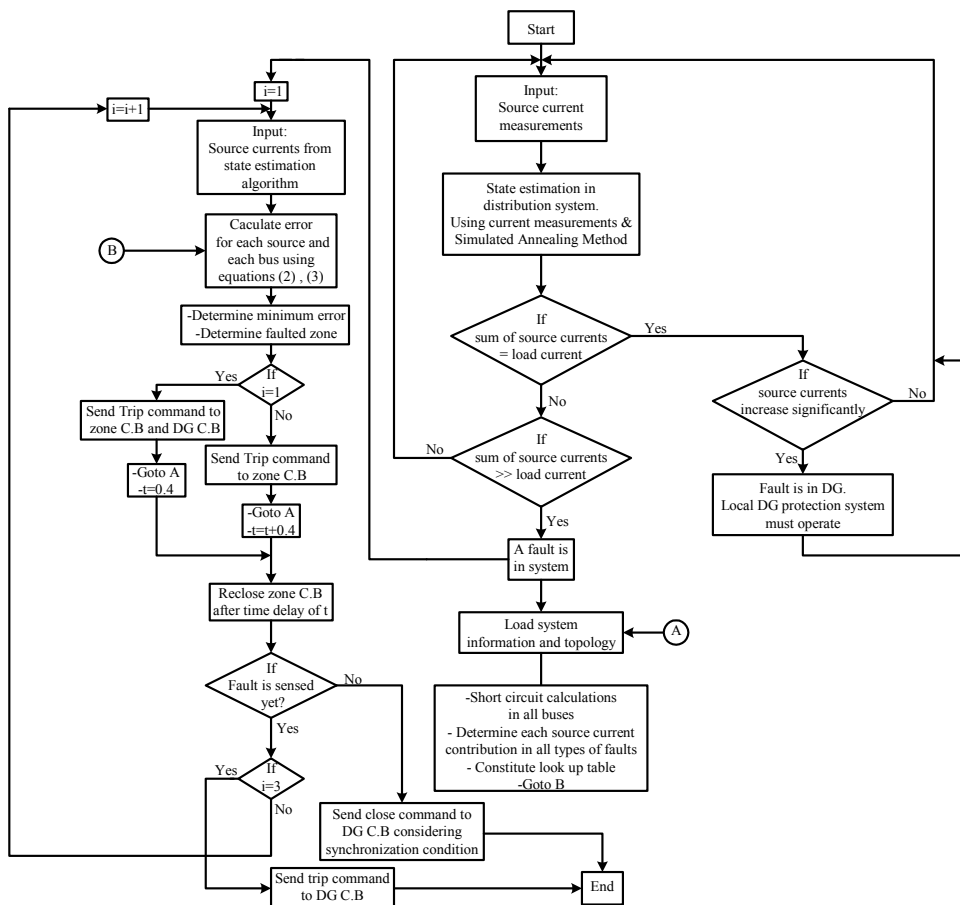 Start
Input:
Source current
measurements
State estimation in
distribution system.
Using current measurements &
Simulated Annealing Method
If
sum of source currents
= load current
Yes
No
If
source currents
increase significantly
No
Yes
Fault is in DG.
Local DG protection system
must operate
If
sum of source currents
>> load current
No
Yes
A fault is
in system
Load system
information and topology
A
-Short circuit calculations
in all buses
- Determine each source current
contribution in all types of faults
- Constitute look up table
-Goto B
i=1
i=i+1
Input:
Source currents from
state estimation
algorithm
B
Caculate error
for each source and
each bus using
equations (2) , (3)
-Determine minimum error
-Determine faulted zone
If
i=1
Yes
No
Send Trip command to
zone C.B and DG C.B
-Goto A
-t=0.4
Send Trip command
to zone C.B
-Goto A
-t=t+0.4
Reclose zone C.B
after time delay of t
If
Fault is sensed
yet?
No
Yes
If
i=3
Yes
No
Send close command to
DG C.B considering
synchronization condition
Send trip command
to DG C.B
End